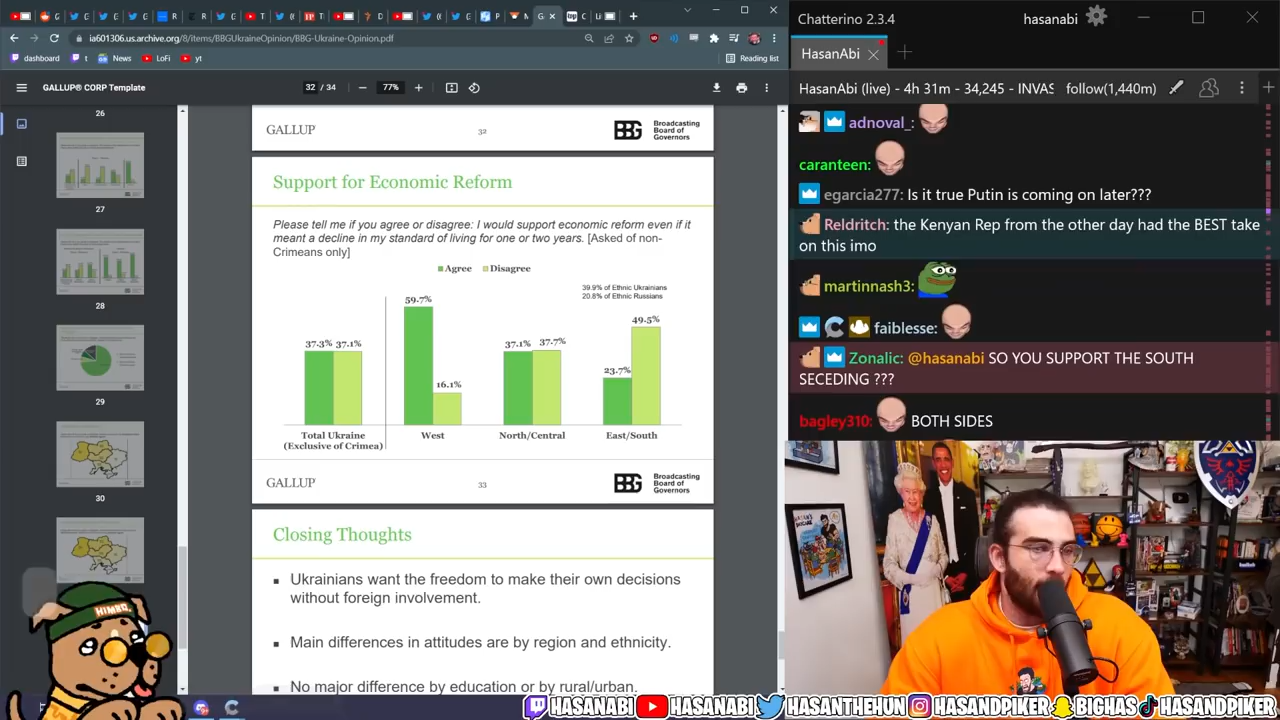 ia601306.us.archive.org/8/items/BBGUkraineOpinion/BBG-Ukraine-Opinion.pdf
dashboard
t
News
LoFi
yt
Reading list
GALLUP® CORP Template
32 / 34
77%
26
27
28
29
30
GALLUP
32
BBG
Broadcasting
Board of
Governors
Support for Economic Reform
Please tell me if you agree or disagree: I would support economic reform even if it
meant a decline in my standard of living for one or two years. [Asked of non-
Crimeans only]
Agree
Disagree
39.9% of Ethnic Ukrainians
20.8% of Ethnic Russians
37.3%
37.1%
59.7%
16.1%
37.1%
37.7%
23.7%
49.5%
Total Ukraine
(Exclusive of Crimea)
West
North/Central
East/South
GALLUP
33
BBG
Broadcasting
Board of
Governors
Closing Thoughts
Ukrainians want the freedom to make their own decisions
without foreign involvement.
Main differences in attitudes are by region and ethnicity.
No major difference by education or by rural/urban.
Chatterino 2.3.4
hasanabi
HasanAbi
HasanAbi (live) - 4h 31m - 34,245 - INVAS
follow(1,440m)
adnoval_:
caranteen:
egarcia277: Is it true Putin is coming on later???
Reldritch: the Kenyan Rep from the other day had the BEST take
on this imo
martinnash3:
faiblesse:
Zonalic: @hasanabi SO YOU SUPPORT THE SOUTH
SECEDING ???
bagley310: BOTH SIDES
HASANABI
HASANABI
HASANTHEHUN
HASANDPIKER
BIGHAS
HASANDPIKER